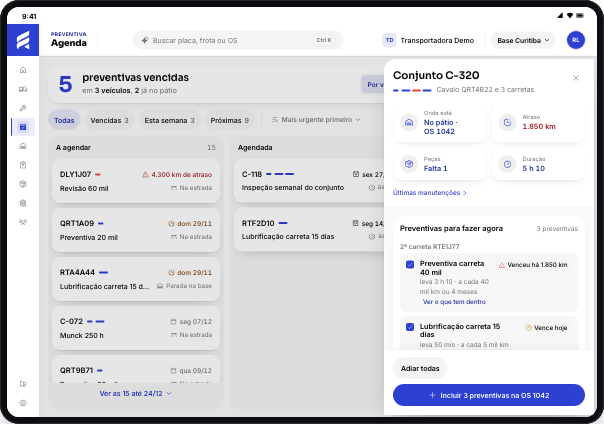 9:41
PREVENTIVA
Agenda
Buscar placa, frota ou OS
Ctrl K
TD
Transportadora Demo
Base Curitiba
RL
5
preventivas vencidas
em 3 veículos, 2 já no pátio
Por v
Todas
Vencidas 3
Esta semana 3
Próximas 9
Mais urgente primeiro
A agendar
15
DLY1J07
4.300 km de atraso
Revisão 60 mil
Na estrada
QRT1A09
dom 29/11
Preventiva 20 mil
Na estrada
RTA4A44
dom 29/11
Lubrificação carreta 15 d...
Parada na base
C-072
seg 07/12
Munck 250 h
Na estrada
QRT9B71
qua 09/12
Ver as 15 até 24/12
Agendada
C-118
sex 27,
Inspeção semanal do conjunto
às
RTF2D10
seg 14,
Lubrificação carreta 15 dias
às
Conjunto C-320
Cavalo QRT4B22 e 3 carretas
Onde está
No pátio ·
OS 1042
Atraso
1.850 km
Peças
Falta 1
Duração
5 h 10
Últimas manutenções
Preventivas para fazer agora
3 preventivas
2ª carreta RTE1J77
Preventiva carreta
40 mil
Venceu há 1.850 km
leva 3 h 10 · a cada 40
mil km ou 4 meses
Ver o que tem dentro
Lubrificação carreta 15
dias
Vence hoje
leva 50 min · a cada 5 mil km
Adiar todas
Incluir 3 preventivas na OS 1042